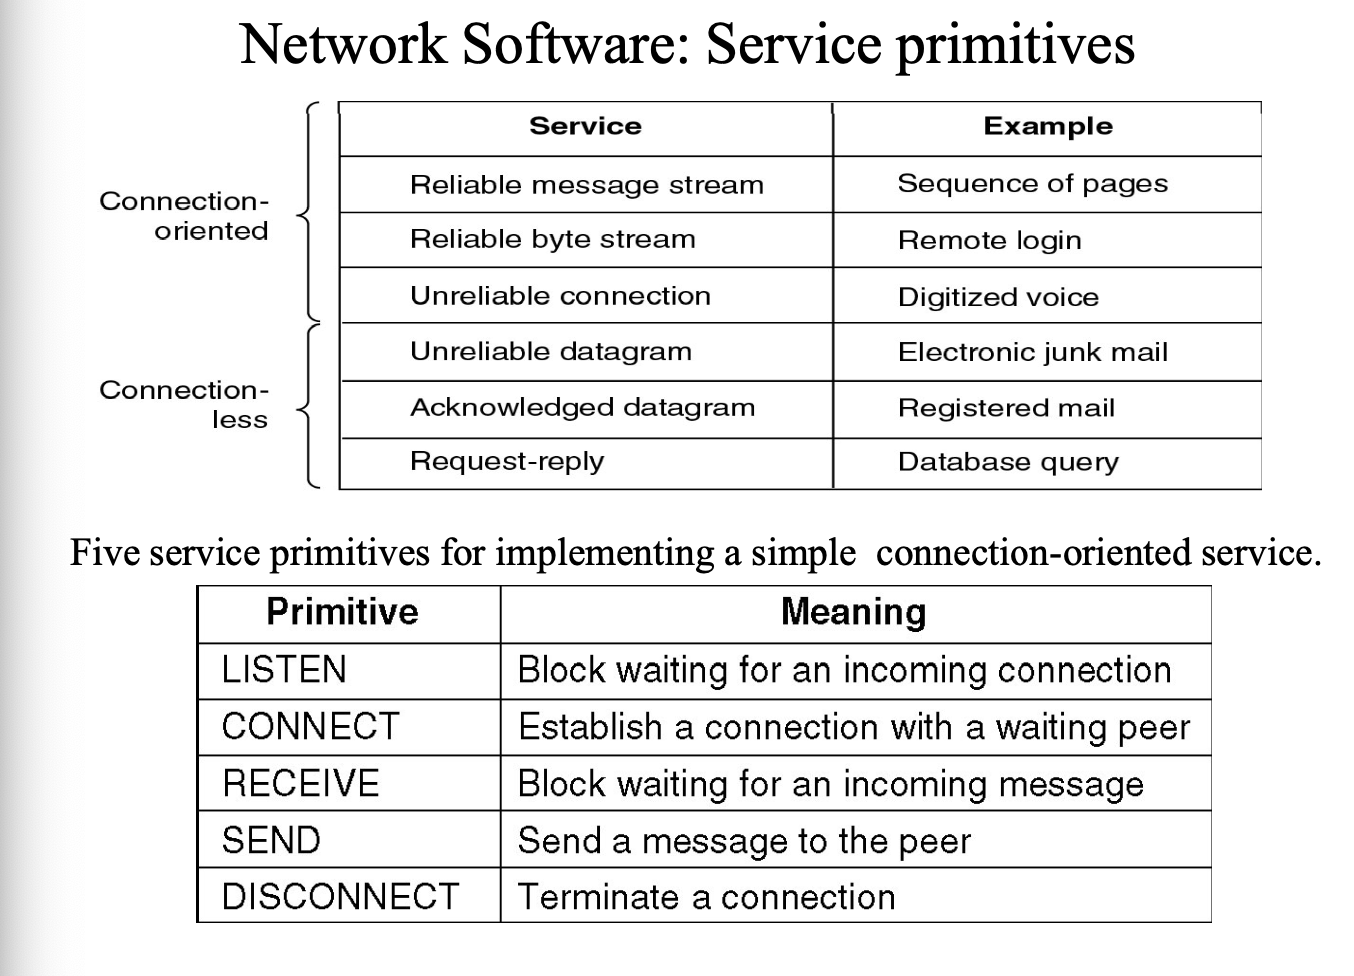 Network Software: Service primitives
Service Example
Reliable message stream Sequence of pages
Connection-
oriented
Reliable byte stream Remote login
Unreliable connection Digitized voice
Unreliable datagram Electronic junk mail
Connection-
less
Acknowledged datagram Registered mail
Request-reply Database query
Five service primitives for implementing a simple connection-oriented service.
Primitive Meaning
LISTEN Block waiting for an incoming connection
CONNECT Establish a connection with a waiting peer
RECEIVE Block waiting for an incoming message
SEND Send a message to the peer
DISCONNECT Terminate a connection